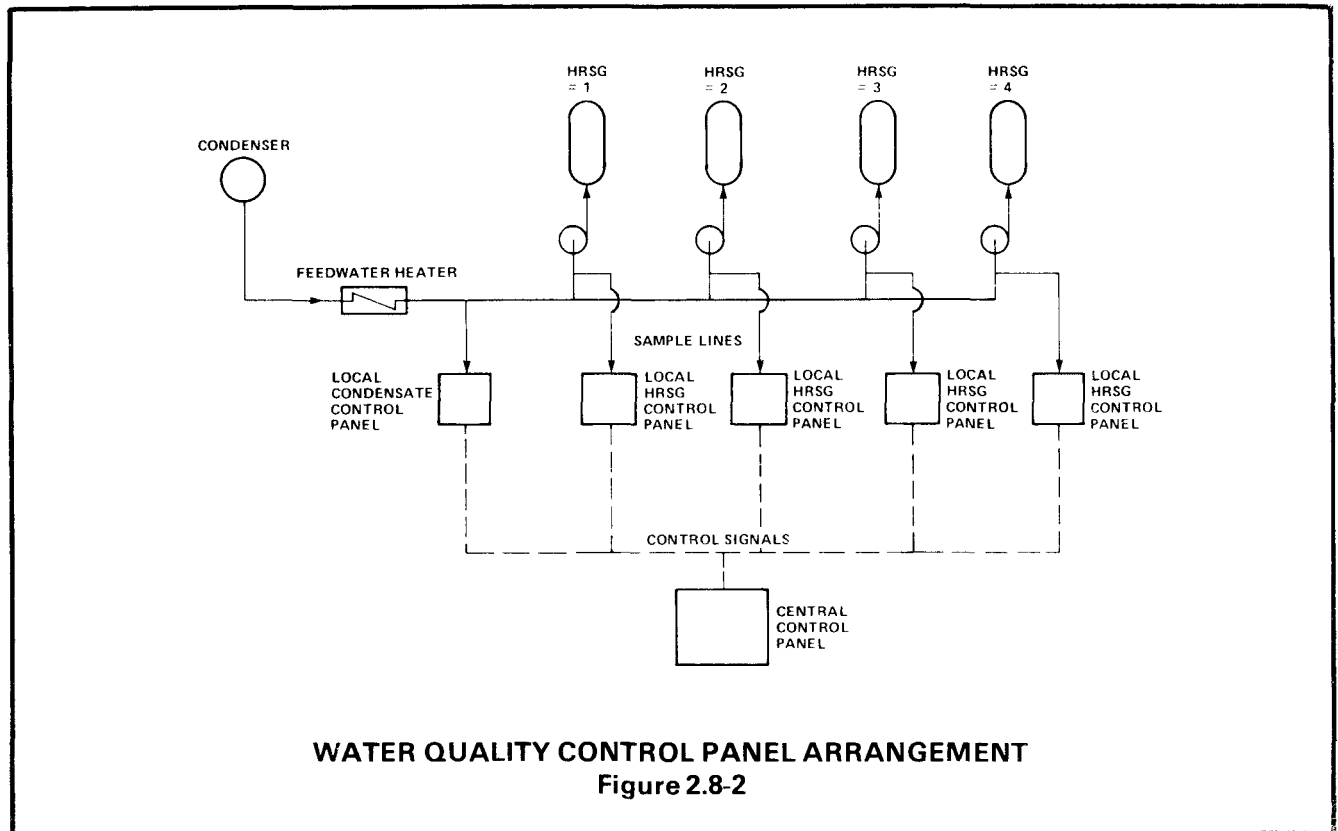 HRSG
= 1
HRSG
= 2
HRSG
= 3
HRSG
= 4
CONDENSER
FEEDWATER HEATER
SAMPLE LINES
LOCAL
CONDENSATE
CONTROL
PANEL
LOCAL
HRSG
CONTROL
PANEL
LOCAL
HRSG
CONTROL
PANEL
LOCAL
HRSG
CONTROL
PANEL
LOCAL
HRSG
CONTROL
PANEL
CONTROL SIGNALS
CENTRAL
CONTROL
PANEL
WATER QUALITY CONTROL PANEL ARRANGEMENT
Figure 2.8-2